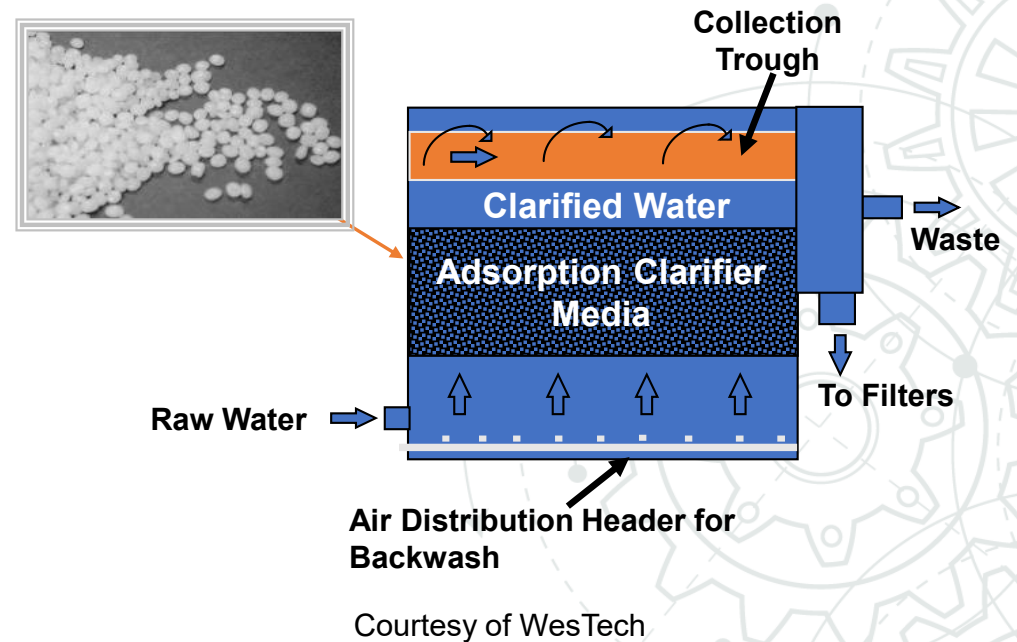 Collection
Trough
Clarified Water
Waste
Adsorption Clarifier
Media
To Filters
Raw Water
Air Distribution Header for
Backwash
Courtesy of WesTech